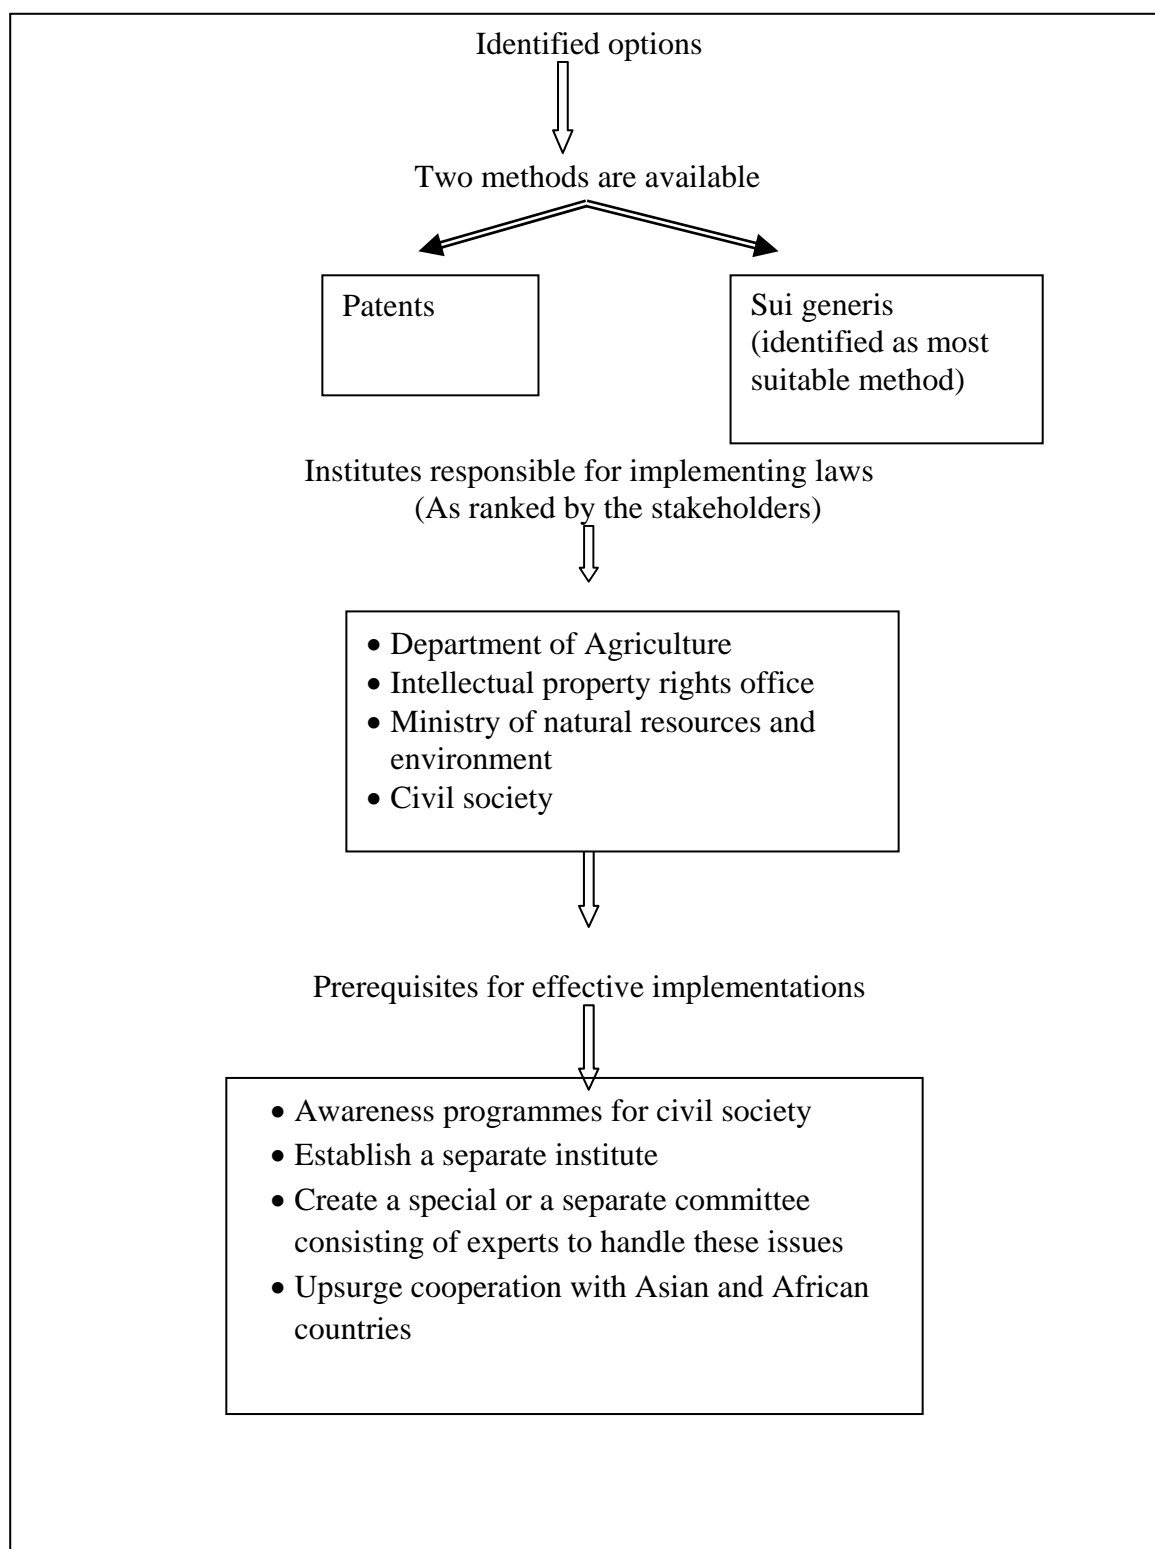 Identified options
Two methods are available
Patents
Sui generis
(identified as most
suitable method)
Institutes responsible for implementing laws
(As ranked by the stakeholders)
• Department of Agriculture
• Intellectual property rights office
• Ministry of natural resources and
environment
• Civil society
Prerequisites for effective implementations
• Awareness programmes for civil society
• Establish a separate institute
• Create a special or a separate committee
consisting of experts to handle these issues
• Upsurge cooperation with Asian and African
countries